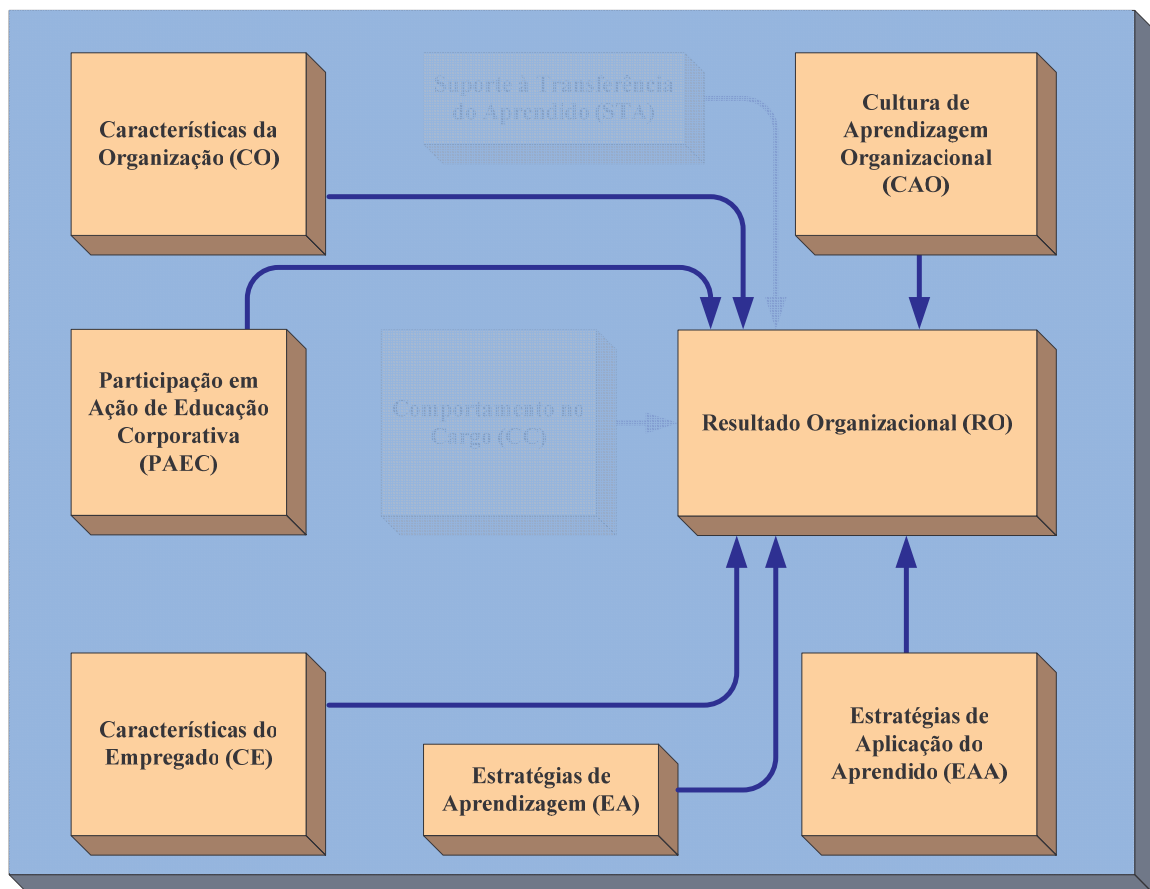 Características da
Organização (CO)
Suporte à Transferência
do Aprendido (STA)
Cultura de
Aprendizagem
Organizacional
(CAO)
Participação em
Ação de Educação
Corporativa
(PAEC)
Comportamento no
Cargo (CC)
Resultado Organizacional (RO)
Características do
Empregado (CE)
Estratégias de
Aprendizagem (EA)
Estratégias de
Aplicação do
Aprendido (EAA)